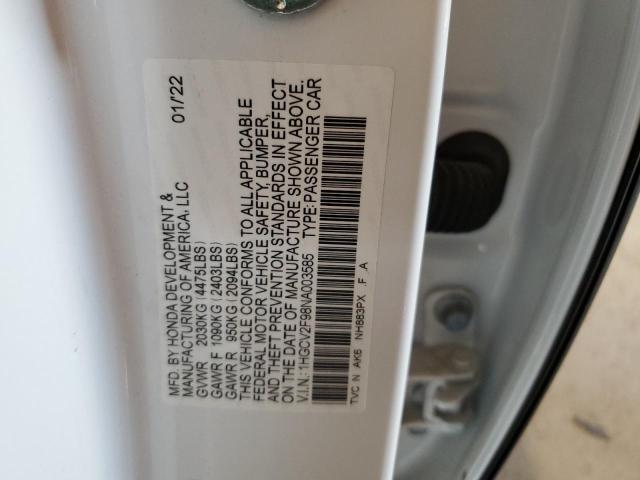 MFD. BY HONDA DEVELOPMENT &
MANUFACTURING OF AMERICA, LLC 01/'22
GVWR 2030KG (4475LBS)
GAWR F 1090KG (2403LBS)
GAWR R 950KG (2094LBS)
THIS VEHICLE CONFORMS TO ALL APPLICABLE
FEDERAL MOTOR VEHICLE SAFETY, BUMPER,
AND THEFT PREVENTION STANDARDS IN EFFECT
ON THE DATE OF MANUFACTURE SHOWN ABOVE.
V.I.N.: 1HGCV2F98NA003585 TYPE: PASSENGER CAR
TVC N AK6 NH883PX .F .A